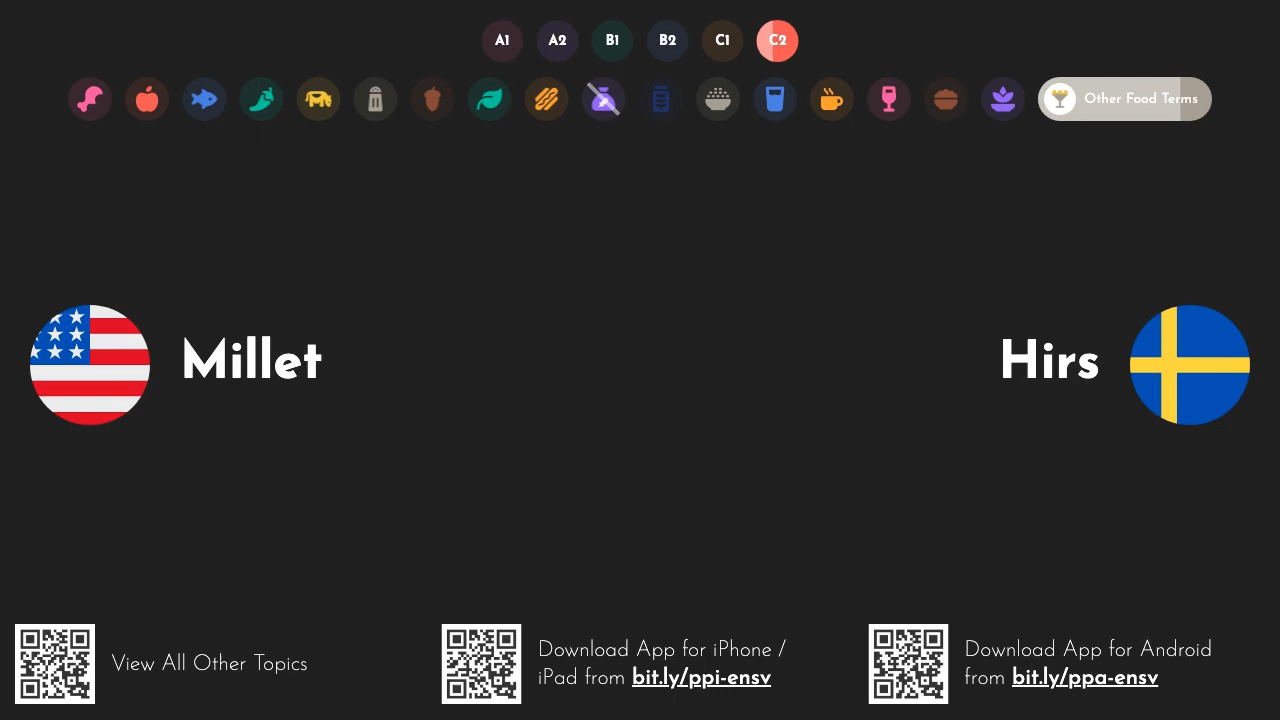 A1 A2 B1 B2 C1 C2
Other Food Terms
Millet
Hirs
View All Other Topics
Download App for iPhone /
iPad from bit.ly/ppi-ensv
Download App for Android
from bit.ly/ppa-ensv